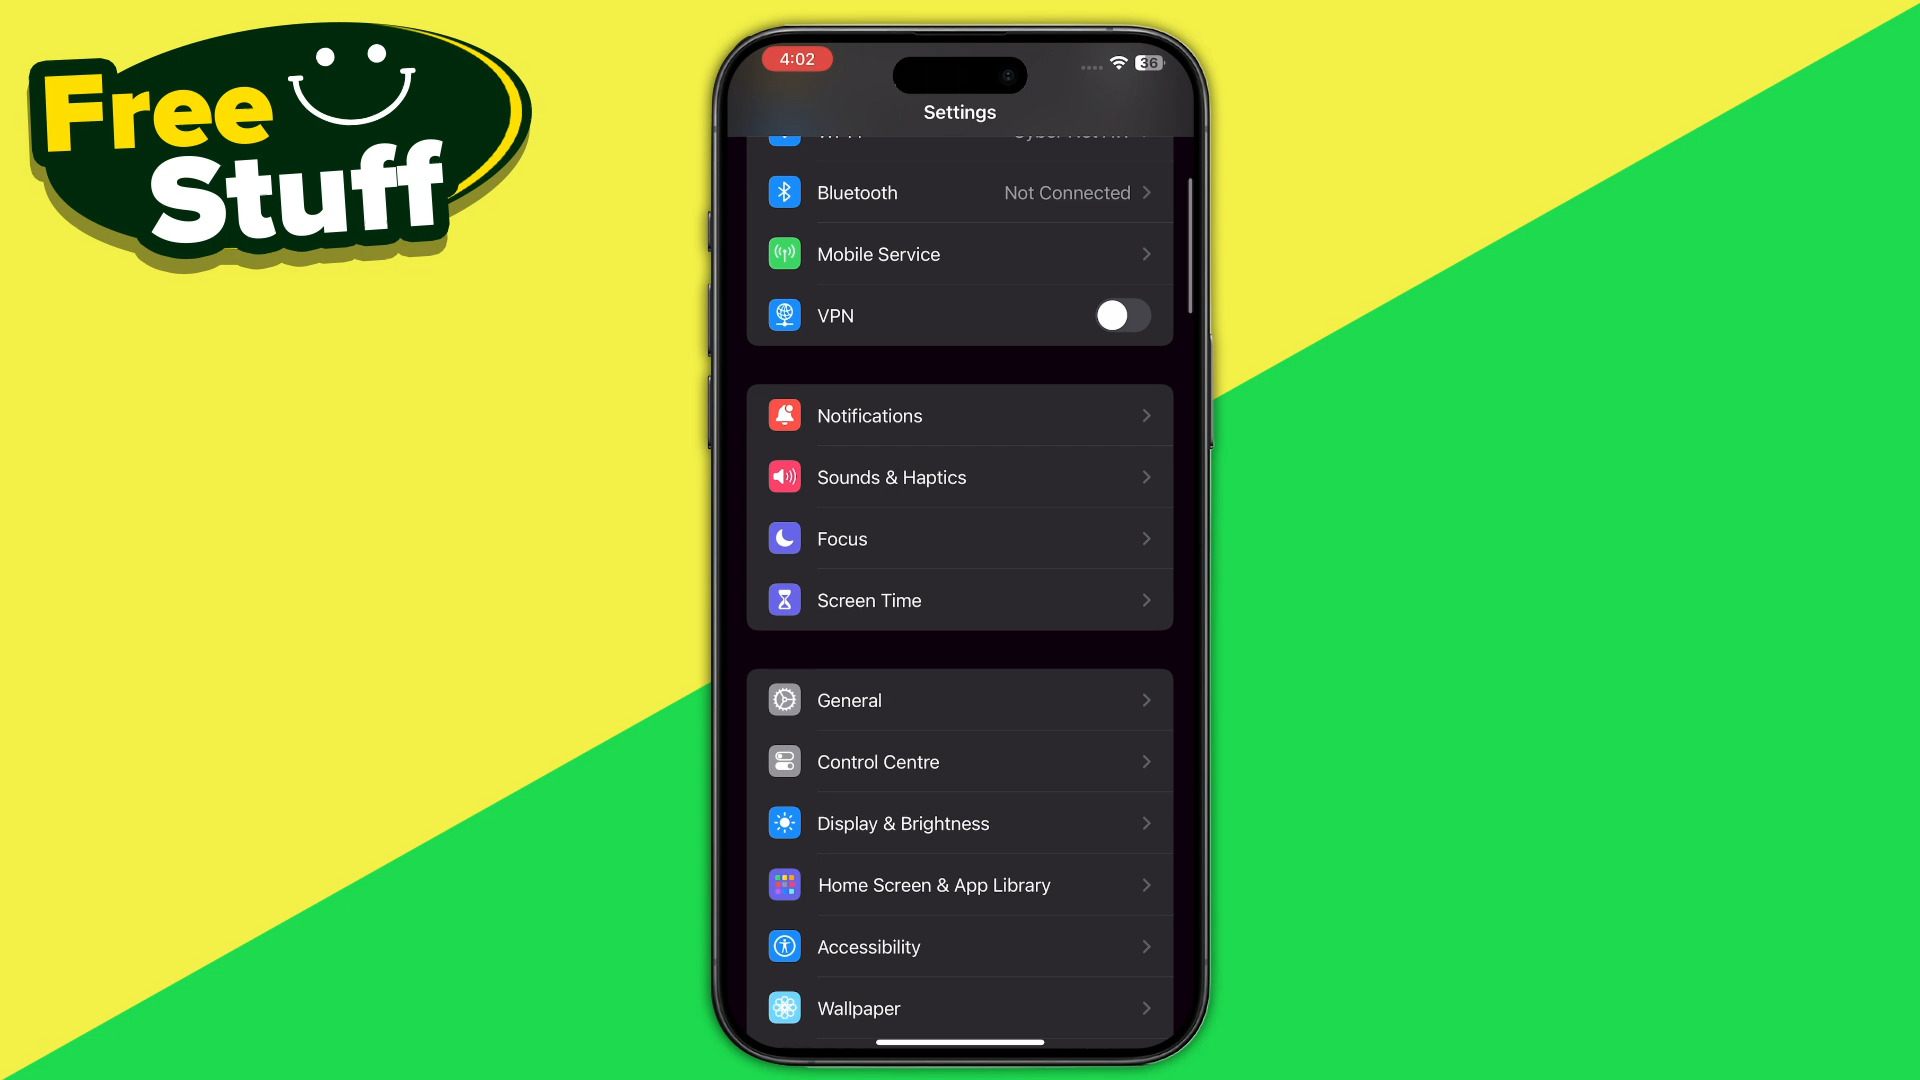 Free
Stuff
4:02
36
Settings
Bluetooth
Not Connected
Mobile Service
VPN
Notifications
Sounds & Haptics
Focus
Screen Time
General
Control Centre
Display & Brightness
Home Screen & App Library
Accessibility
Wallpaper